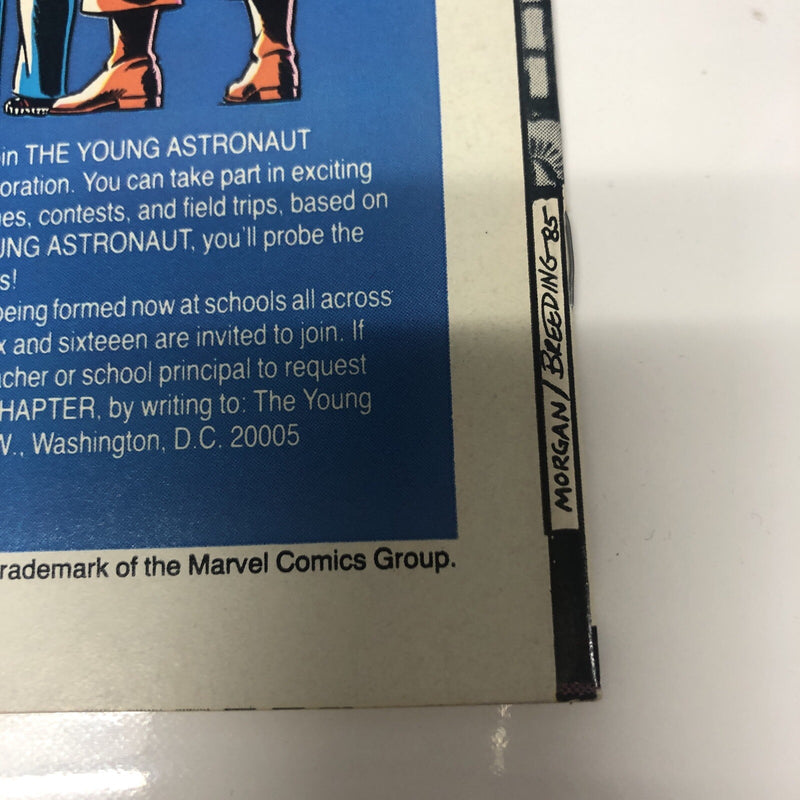 in THE YOUNG ASTRONAUT
oration. You can take part in exciting
es, contests, and field trips, based on
UNG ASTRONAUT, you'll probe the
s!
being formed now at schools all across
x and sixteeen are invited to join. If
acher or school principal to request
HAPTER, by writing to: The Young
W., Washington, D.C. 20005
rademark of the Marvel Comics Group.
MORGAN/BREEDING-85